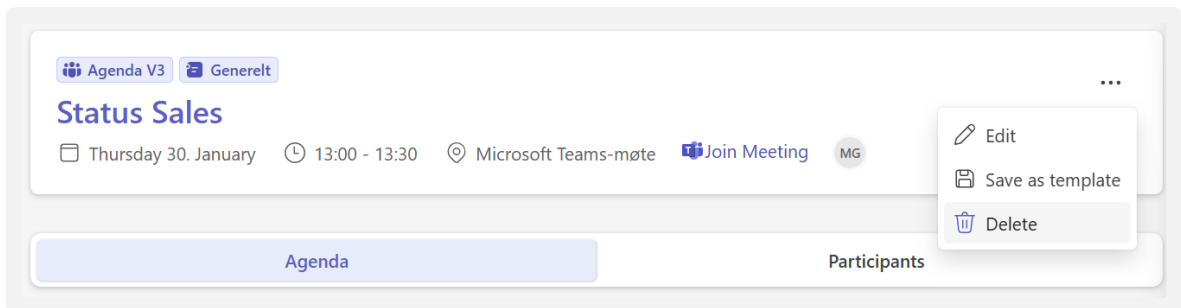 Agenda V3 Generelt
Status Sales
Thursday 30. January 13:00 - 13:30 Microsoft Teams-møte Join Meeting MG
Edit
Save as template
Delete
Agenda Participants